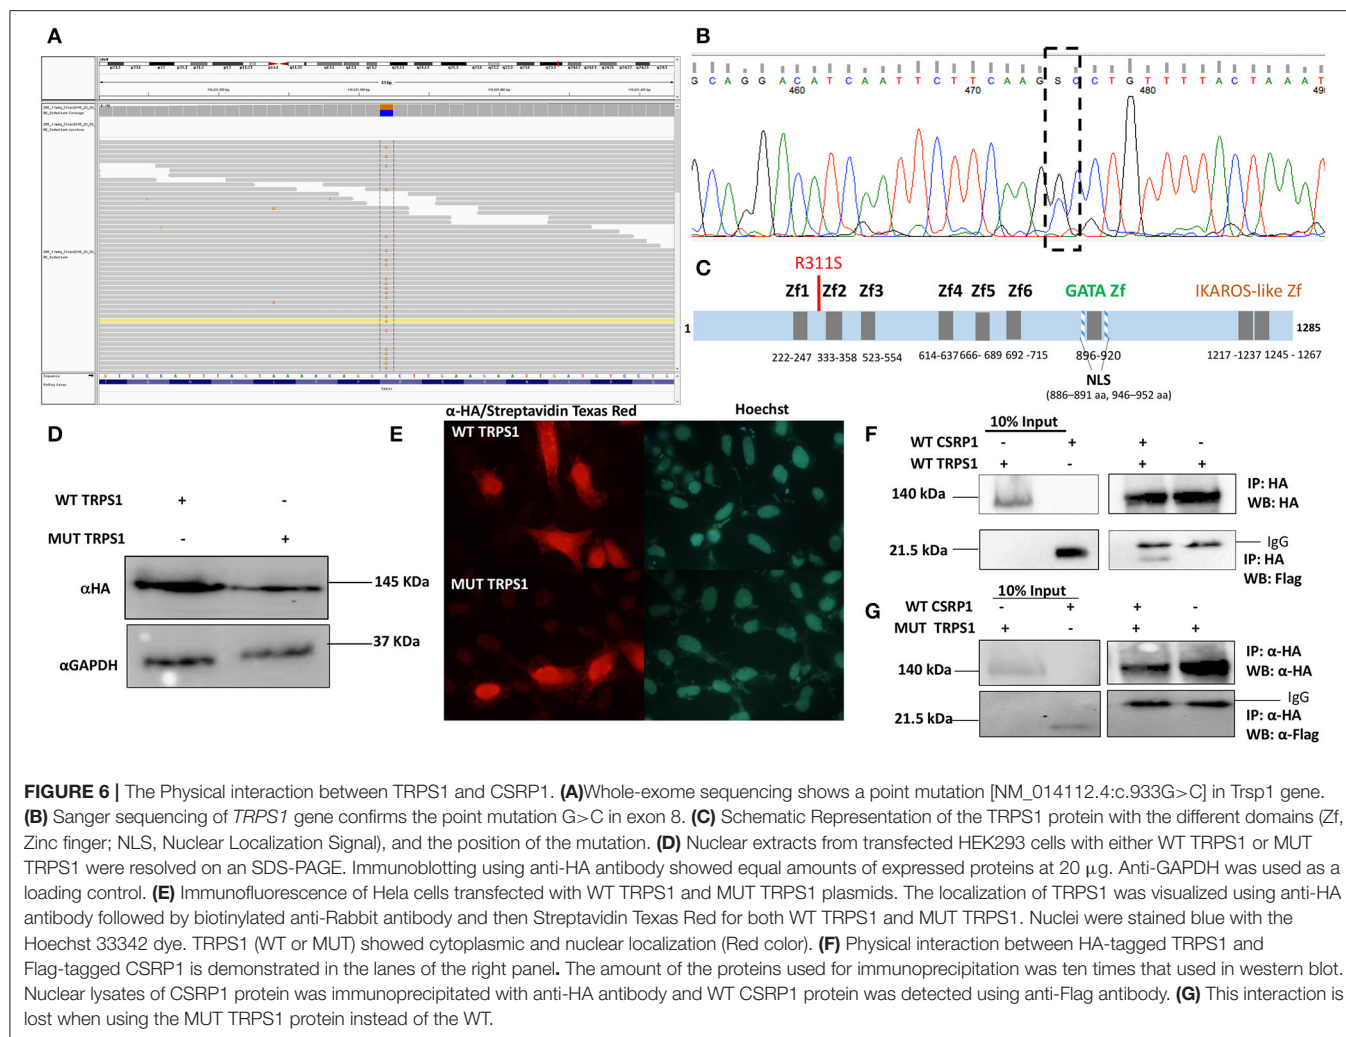 A
B
GCAGGACATCAATTCTTCAAGSCCTGTTTTACTAAAT
460
470
480
490
C
R311S
Zf1 Zf2 Zf3 Zf4 Zf5 Zf6 GATA Zf IKAROS-like Zf
1
1285
222-247 333-358 523-554 614-637 666- 689 692 -715 896-920 1217 -1237 1245 - 1267
NLS
(886–891 aa, 946–952 aa)
Sequence
GTCCCATTTAGTAAACAGGCCTTGAAGAATTGATGTCCTG
TRPS1
D
WT TRPS1 + -
MUT TRPS1 - +
αHA
145 KDa
αGAPDH
37 KDa
E
α-HA/Streptavidin Texas Red
Hoechst
WT TRPS1
MUT TRPS1
F
10% Input
WT CSRP1 - + + -
WT TRPS1 + - + +
140 kDa
IP: HA
WB: HA
21.5 kDa
IgG
IP: HA
WB: Flag
G
10% Input
WT CSRP1 - + + -
MUT TRPS1 + - + +
140 kDa
IP: α-HA
WB: α-HA
21.5 kDa
IgG
IP: α-HA
WB: α-Flag
FIGURE 6 | The Physical interaction between TRPS1 and CSRP1. (A)Whole-exome sequencing shows a point mutation [NM_014112.4:c.933G>C] in Trsp1 gene.
(B) Sanger sequencing of TRPS1 gene confirms the point mutation G>C in exon 8. (C) Schematic Representation of the TRPS1 protein with the different domains (Zf,
Zinc finger; NLS, Nuclear Localization Signal), and the position of the mutation. (D) Nuclear extracts from transfected HEK293 cells with either WT TRPS1 or MUT
TRPS1 were resolved on an SDS-PAGE. Immunoblotting using anti-HA antibody showed equal amounts of expressed proteins at 20 μg. Anti-GAPDH was used as a
loading control. (E) Immunofluorescence of Hela cells transfected with WT TRPS1 and MUT TRPS1 plasmids. The localization of TRPS1 was visualized using anti-HA
antibody followed by biotinylated anti-Rabbit antibody and then Streptavidin Texas Red for both WT TRPS1 and MUT TRPS1. Nuclei were stained blue with the
Hoechst 33342 dye. TRPS1 (WT or MUT) showed cytoplasmic and nuclear localization (Red color). (F) Physical interaction between HA-tagged TRPS1 and
Flag-tagged CSRP1 is demonstrated in the lanes of the right panel. The amount of the proteins used for immunoprecipitation was ten times that used in western blot.
Nuclear lysates of CSRP1 protein was immunoprecipitated with anti-HA antibody and WT CSRP1 protein was detected using anti-Flag antibody. (G) This interaction is
lost when using the MUT TRPS1 protein instead of the WT.